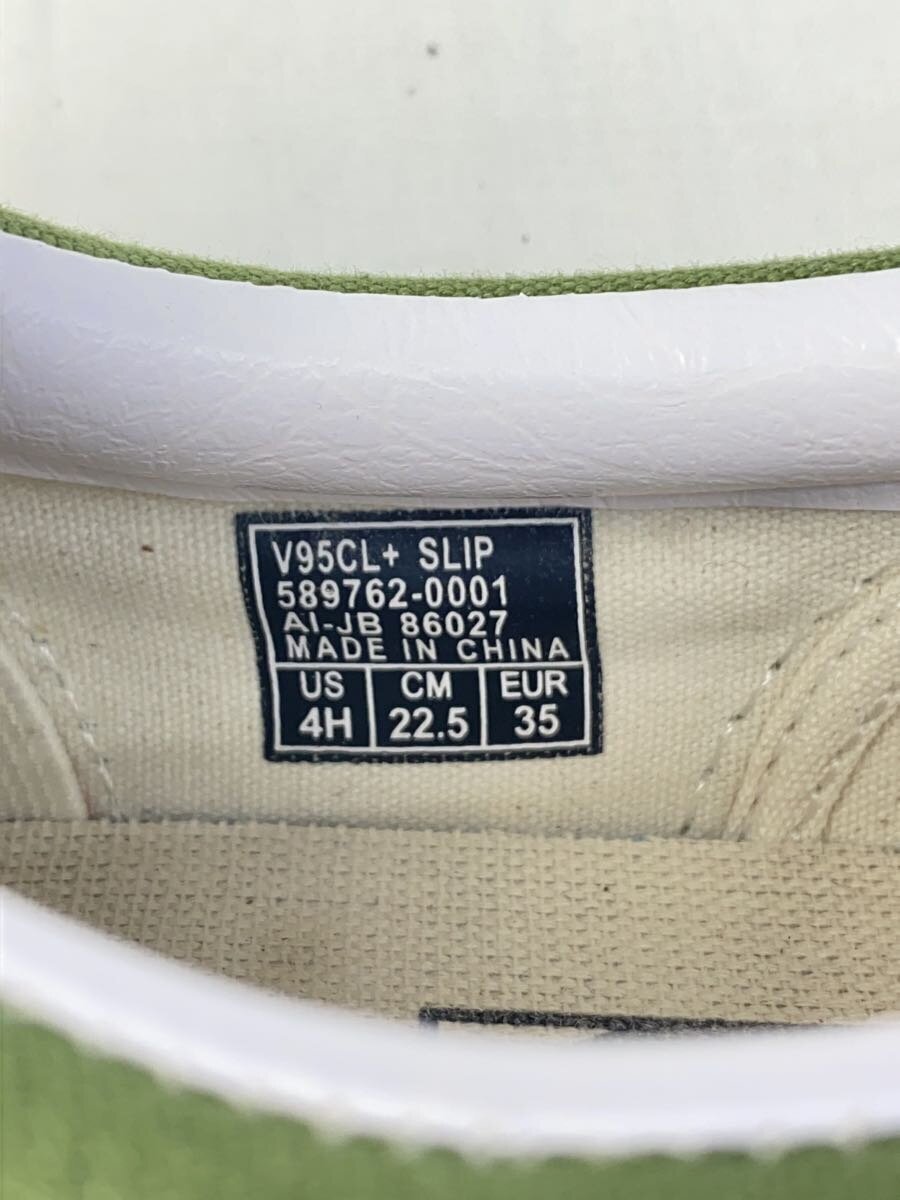 V95CL+ SLIP
589762-0001
AI-JB 86027
MADE IN CHINA
US CM EUR
4H 22.5 35